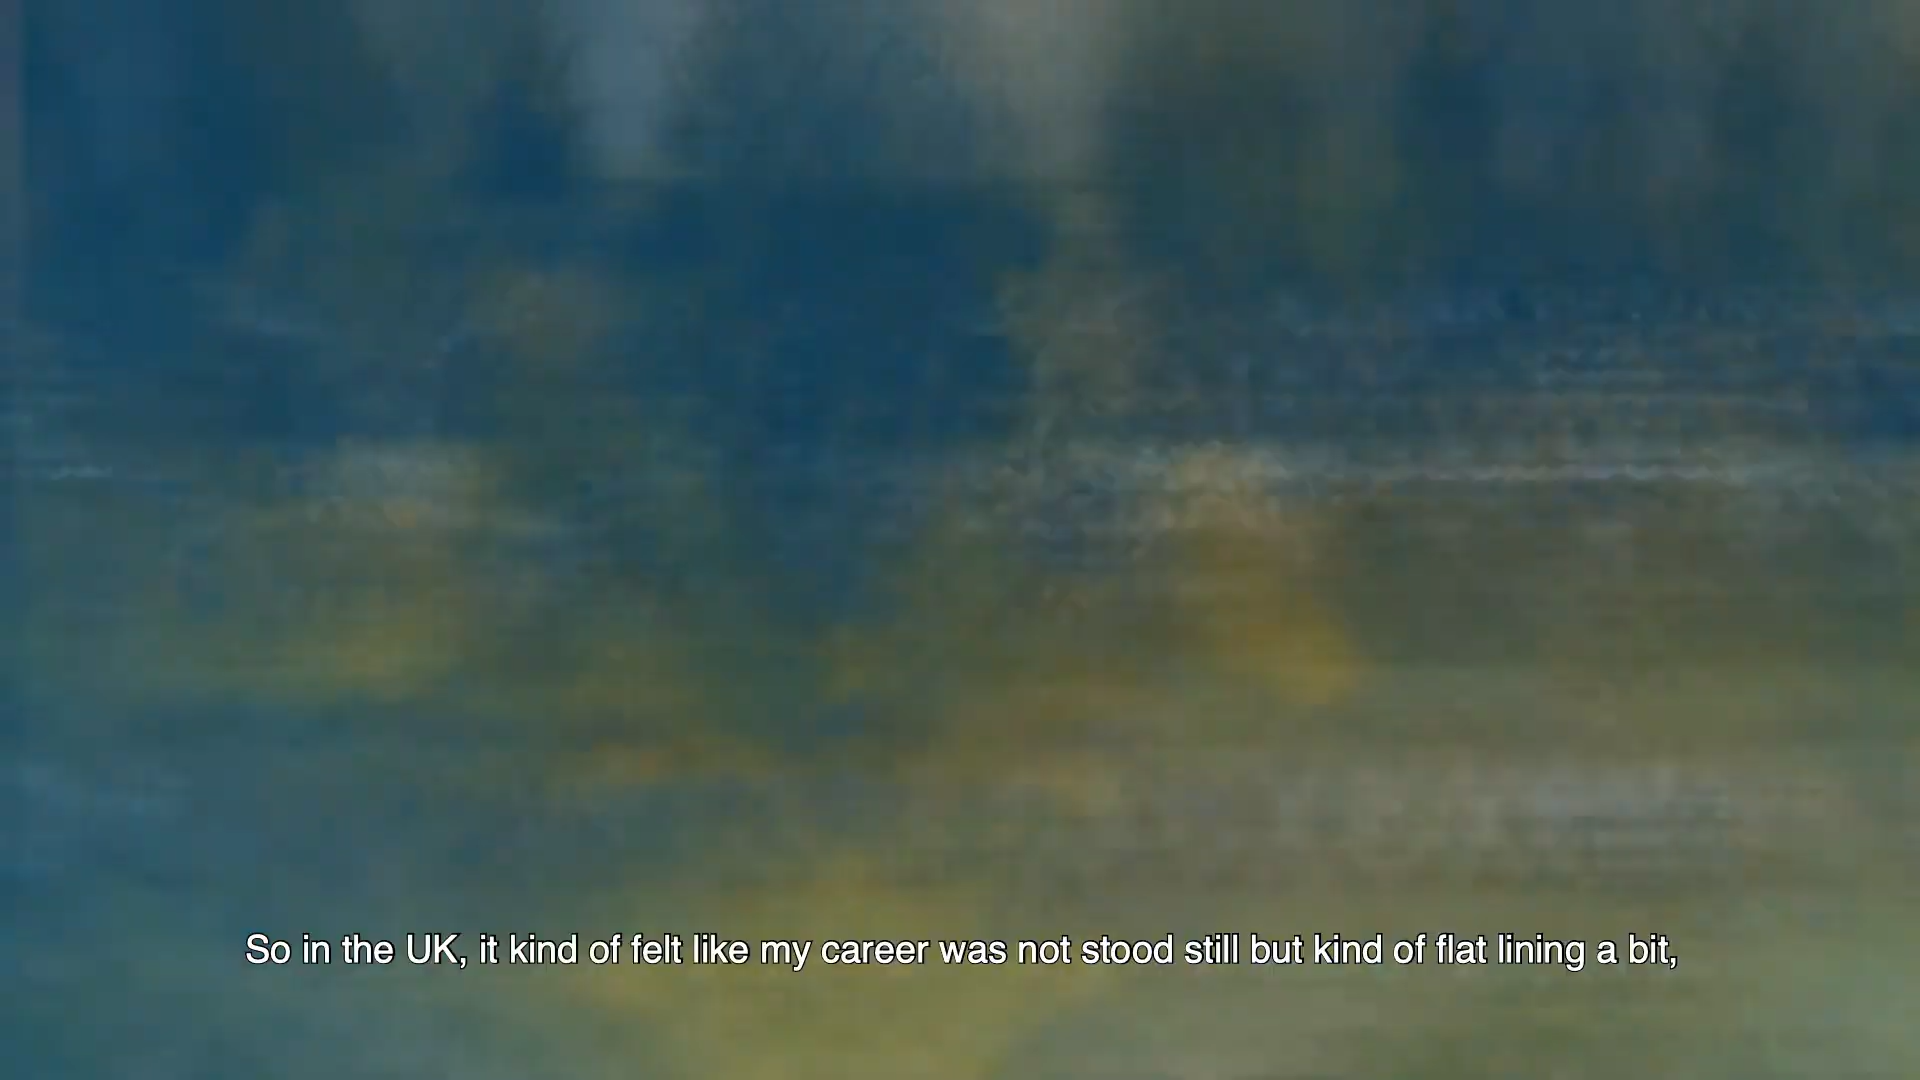 So in the UK, it kind of felt like my career was not stood still but kind of flat lining a bit,